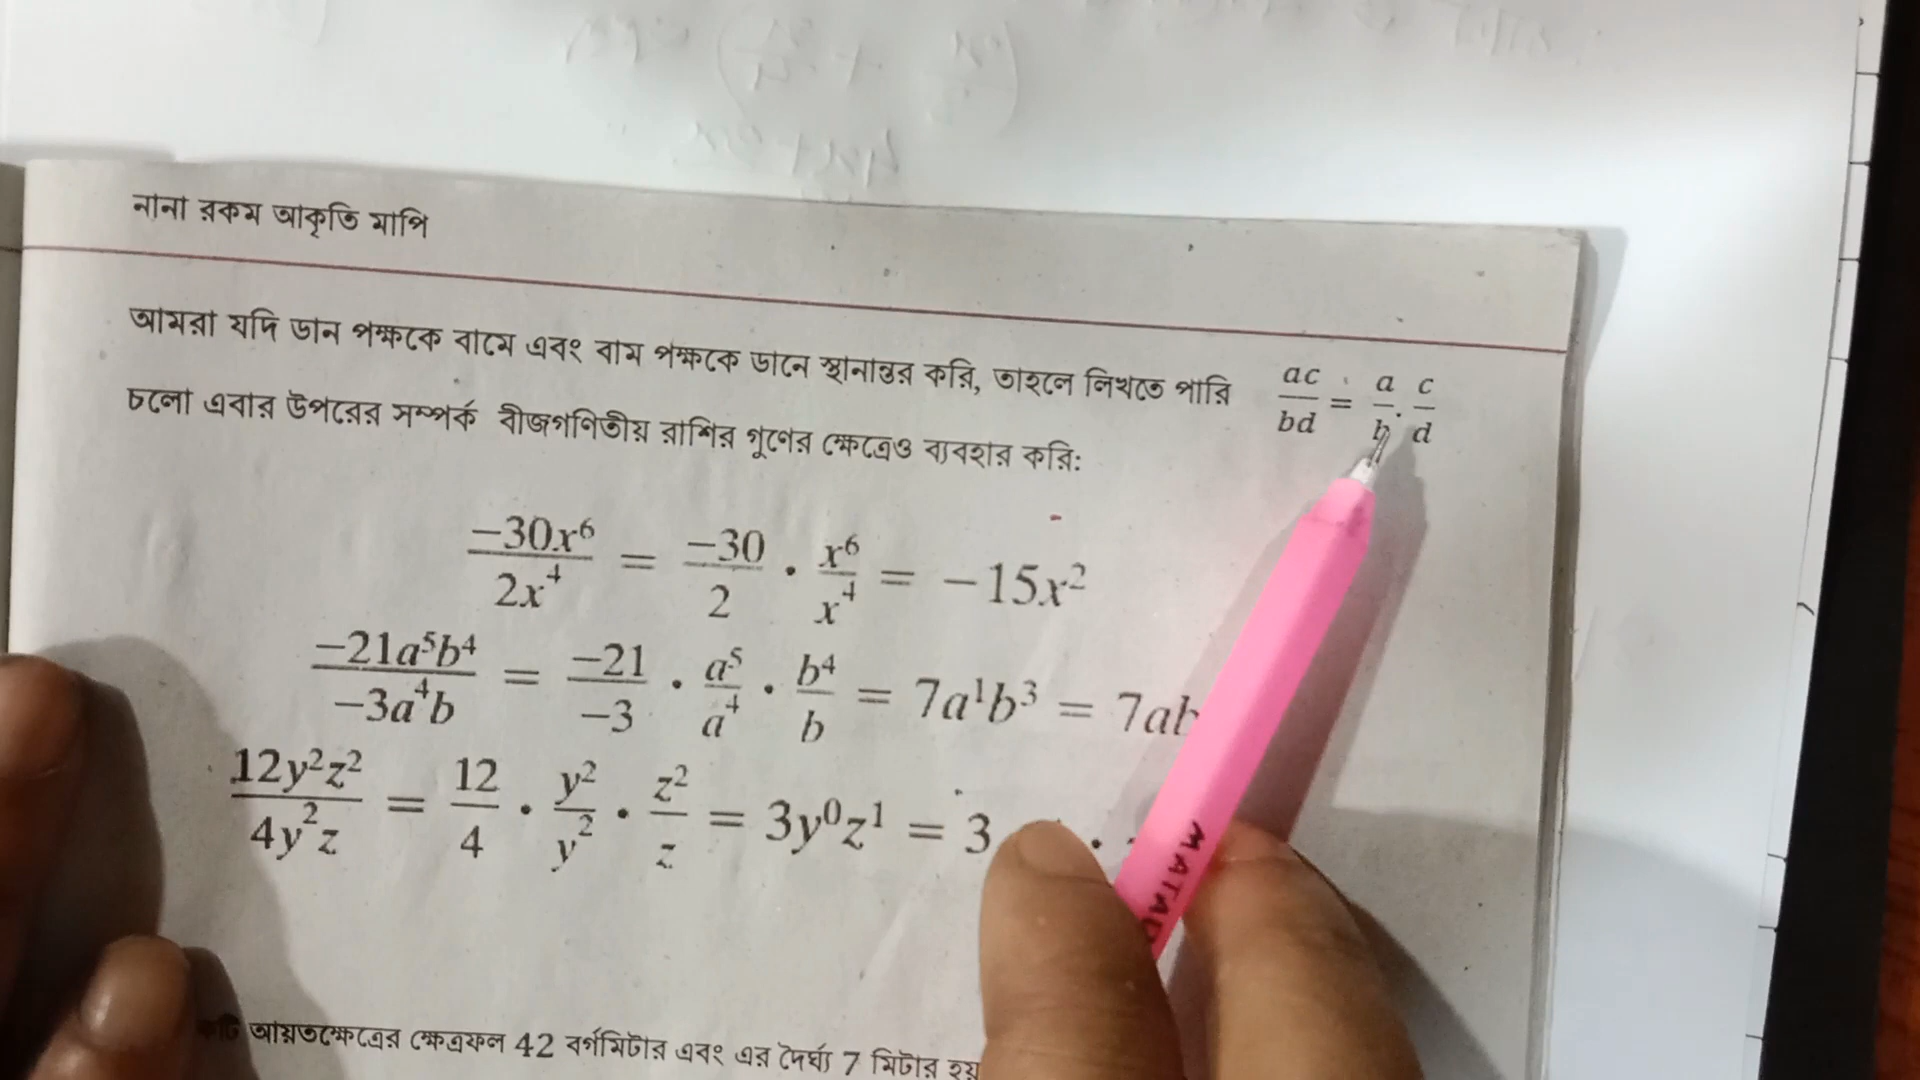 নানা রকম আকৃতি মাপি
আমরা যদি ডান পক্ষকে বামে এবং বাম পক্ষকে ডানে স্থানান্তর করি, তাহলে লিখতে পারি ac/bd = a/b · c/d
চলো এবার উপরের সম্পর্ক বীজগণিতীয় রাশির গুণের ক্ষেত্রেও ব্যবহার করি:
−30x⁶/2x⁴ = −30/2 · x⁶/x⁴ = −15x²
−21a⁵b⁴/−3a⁴b = −21/−3 · a⁵/a⁴ · b⁴/b = 7a¹b³ = 7ab
12y²z²/4y²z = 12/4 · y²/y² · z²/z = 3y⁰z¹ = 3 ·
আয়তক্ষেত্রের ক্ষেত্রফল 42 বর্গমিটার এবং এর দৈর্ঘ্য 7 মিটার হয়